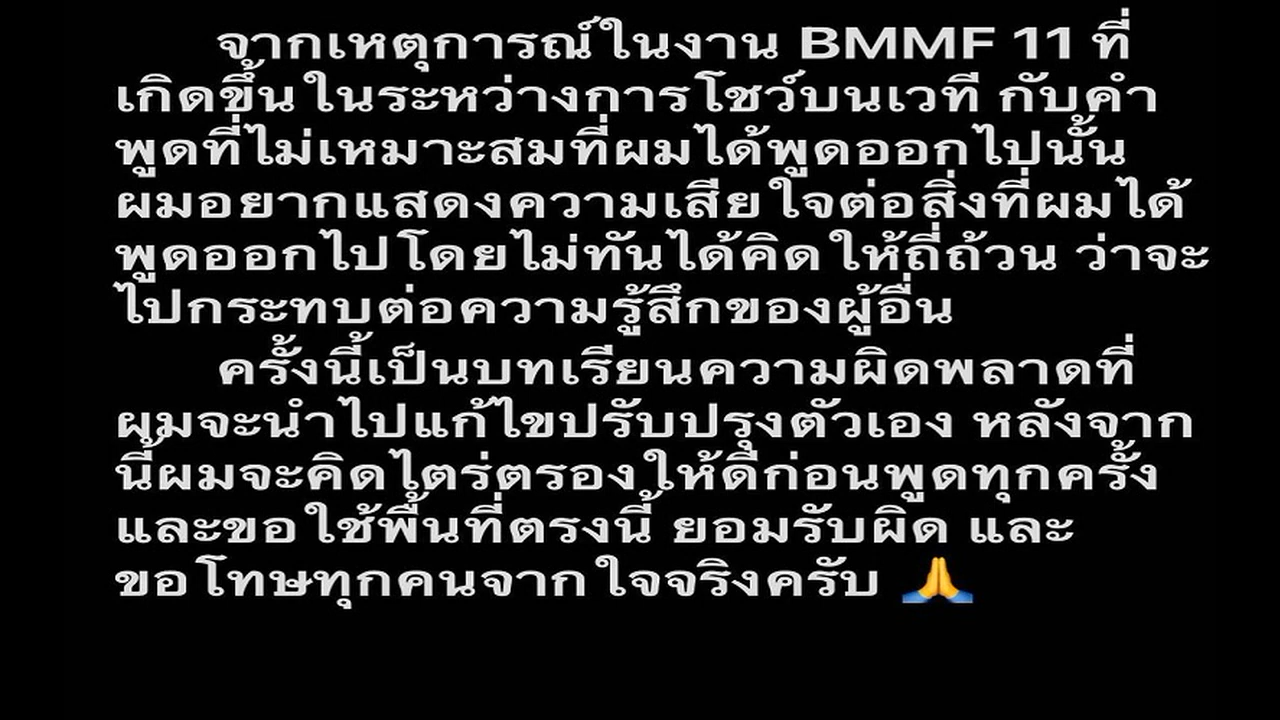 จากเหตุการณ์ในงาน BMMF 11 ที่
เกิดขึ้นในระหว่างการโชว์บนเวที กับคำ
พูดที่ไม่เหมาะสมที่ผมได้พูดออกไปนั้น
ผมอยากแสดงความเสียใจต่อสิ่งที่ผมได้
พูดออกไปโดยไม่ทันได้คิดให้ถี่ถ้วน ว่าจะ
ไปกระทบต่อความรู้สึกของผู้อื่น
ครั้งนี้เป็นบทเรียนความผิดพลาดที่
ผมจะนำไปแก้ไขปรับปรุงตัวเอง หลังจาก
นี้ผมจะคิดไตร่ตรองให้ดีก่อนพูดทุกครั้ง
และขอใช้พื้นที่ตรงนี้ ยอมรับผิด และ
ขอโทษทุกคนจากใจจริงครับ 🙏